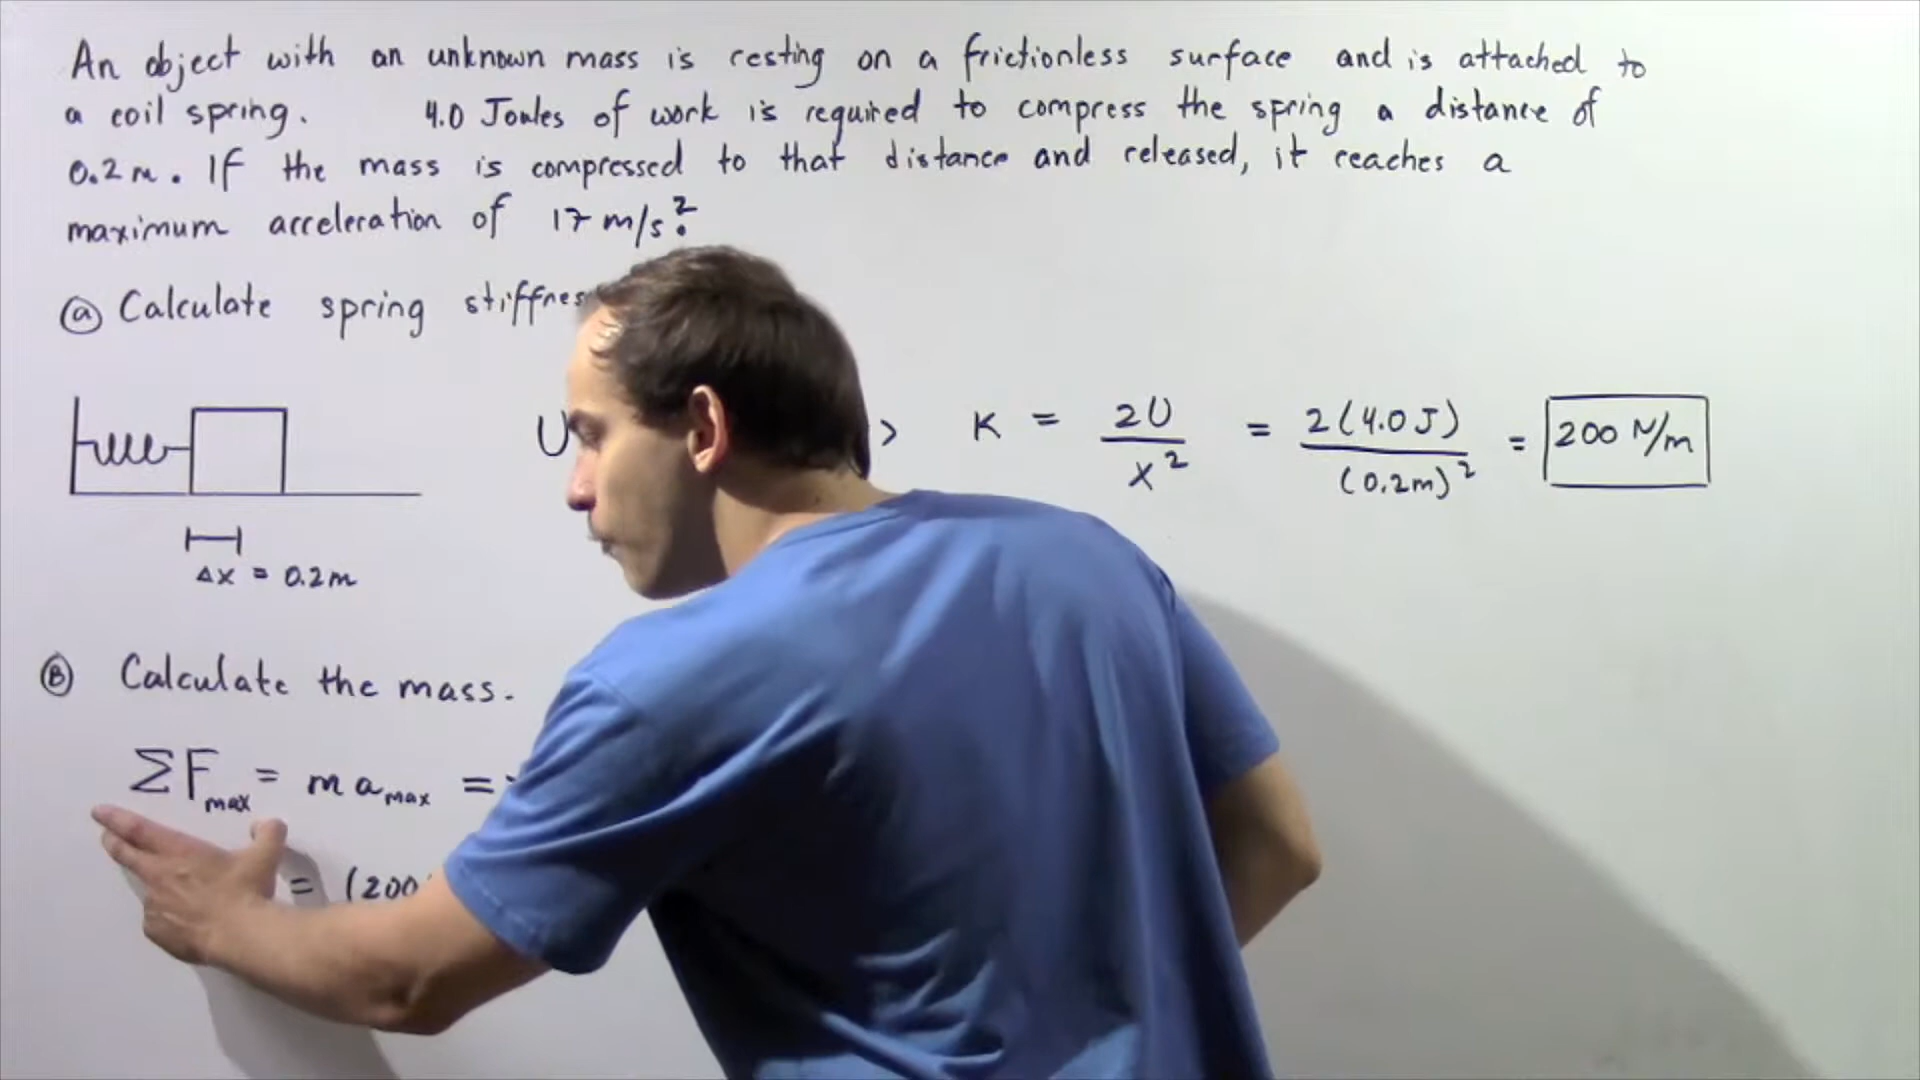 An object with an unknown mass is resting on a frictionless surface and is attached to
a coil spring. 4.0 Joules of work is required to compress the spring a distance of
0.2 m. If the mass is compressed to that distance and released, it reaches a
maximum acceleration of 17 m/s².
ⓐ Calculate spring stiffnes
U > K = 2U / x² = 2(4.0 J) / (0.2m)² = 200 N/m
Δx = 0.2m
Ⓑ Calculate the mass.
ΣFmax = m amax =
= (200